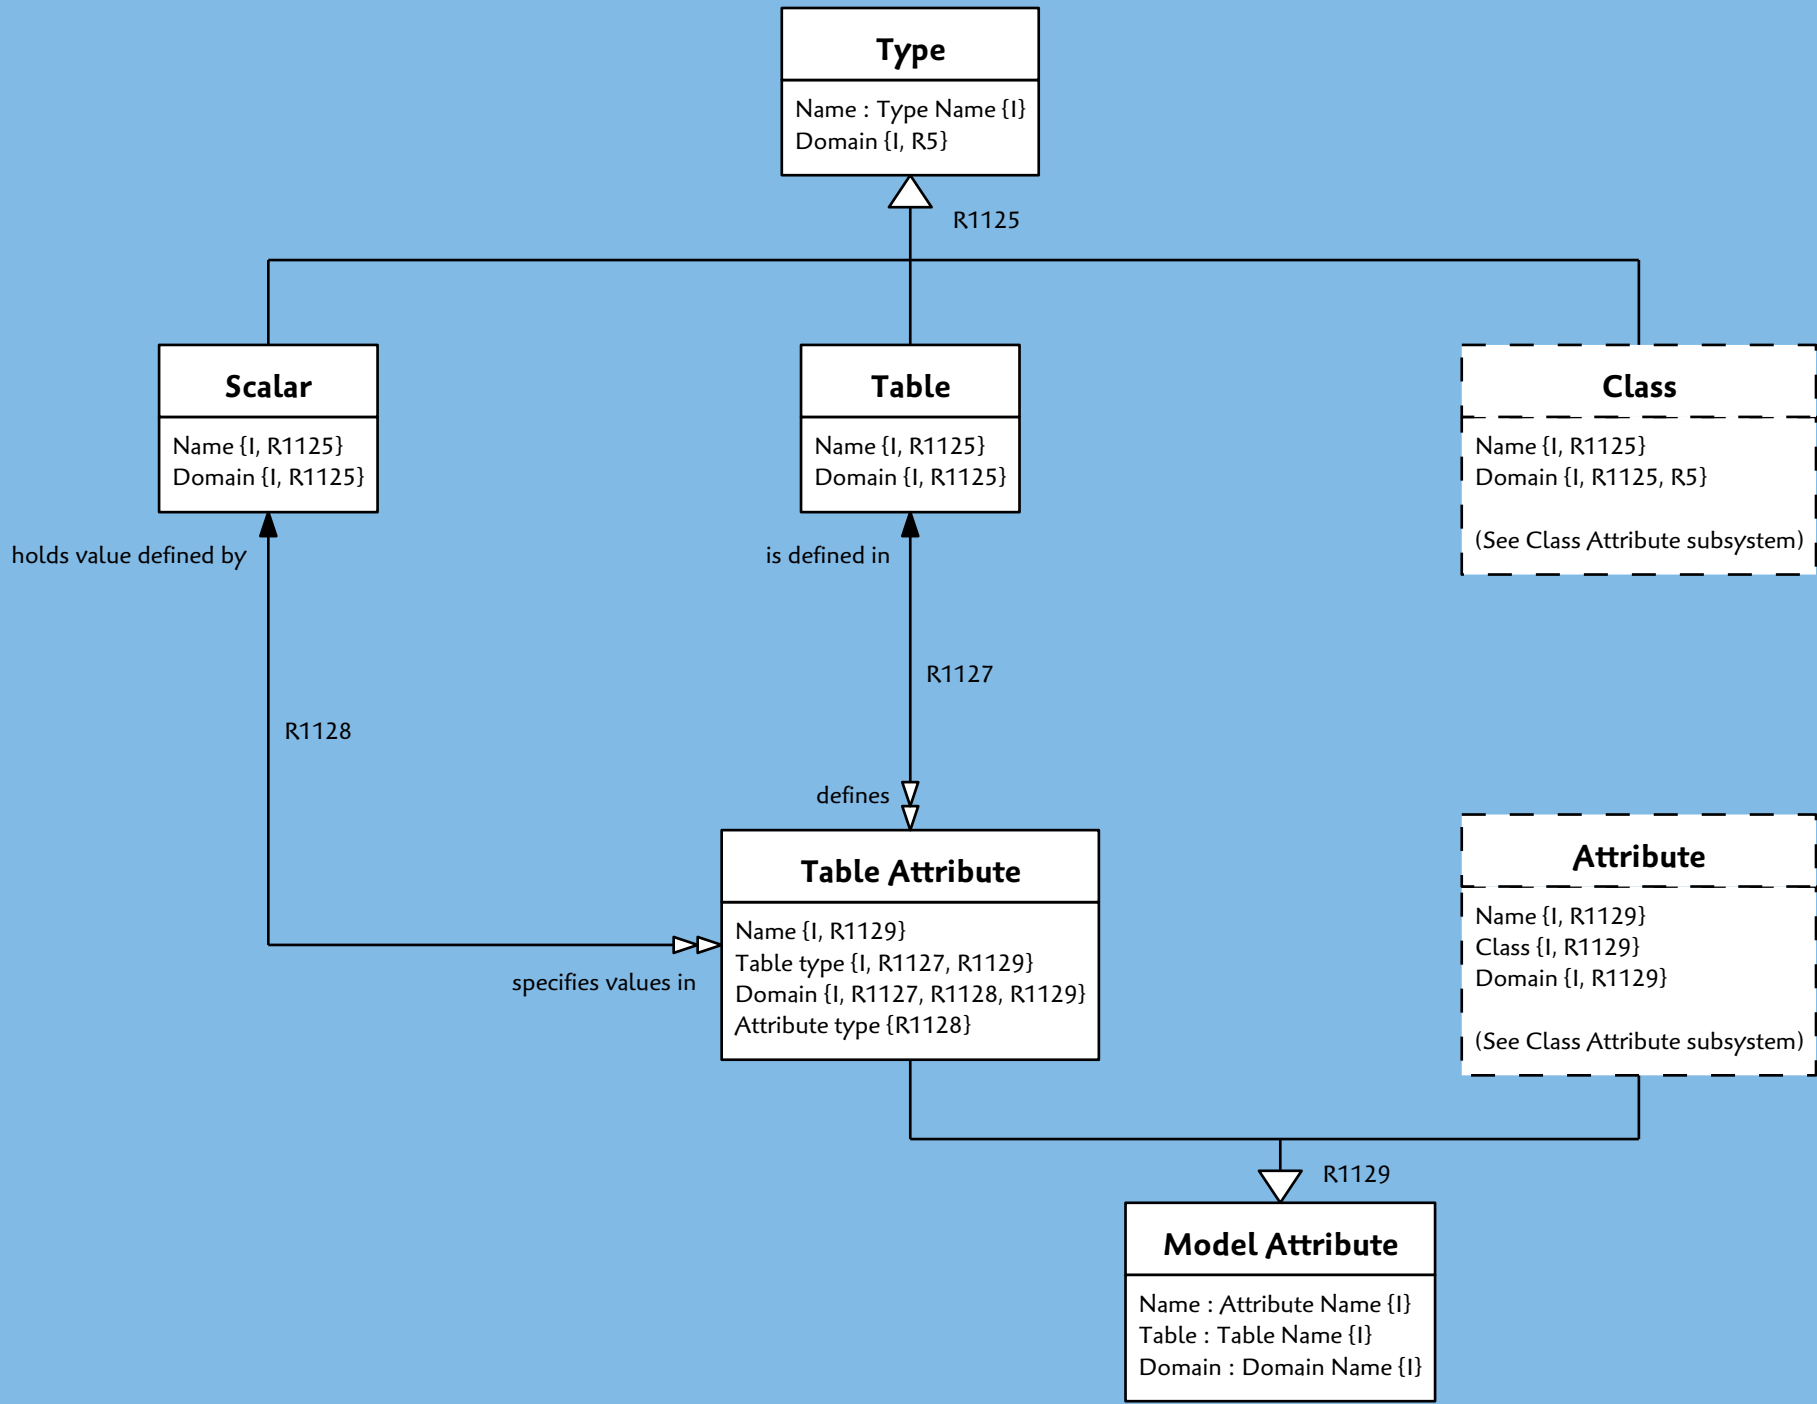 Type
Name : Type Name {I}
Domain {I, R5}
R1125
Scalar
Name {I, R1125}
Domain {I, R1125}
Table
Name {I, R1125}
Domain {I, R1125}
Class
Name {I, R1125}
Domain {I, R1125, R5}
(See Class Attribute subsystem)
holds value defined by
is defined in
R1127
R1128
defines
Table Attribute
Name {I, R1129}
Table type {I, R1127, R1129}
Domain {I, R1127, R1128, R1129}
Attribute type {R1128}
specifies values in
Attribute
Name {I, R1129}
Class {I, R1129}
Domain {I, R1129}
(See Class Attribute subsystem)
R1129
Model Attribute
Name : Attribute Name {I}
Table : Table Name {I}
Domain : Domain Name {I}